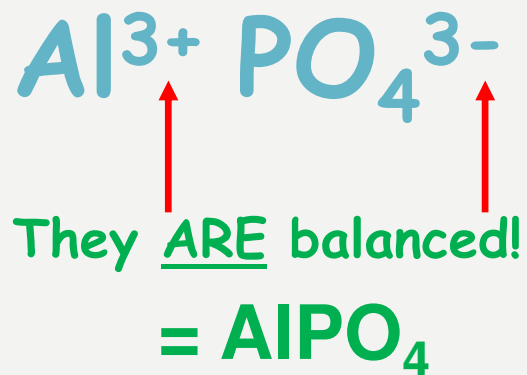 Al³⁺ PO₄³⁻
They ARE balanced!
= AlPO₄